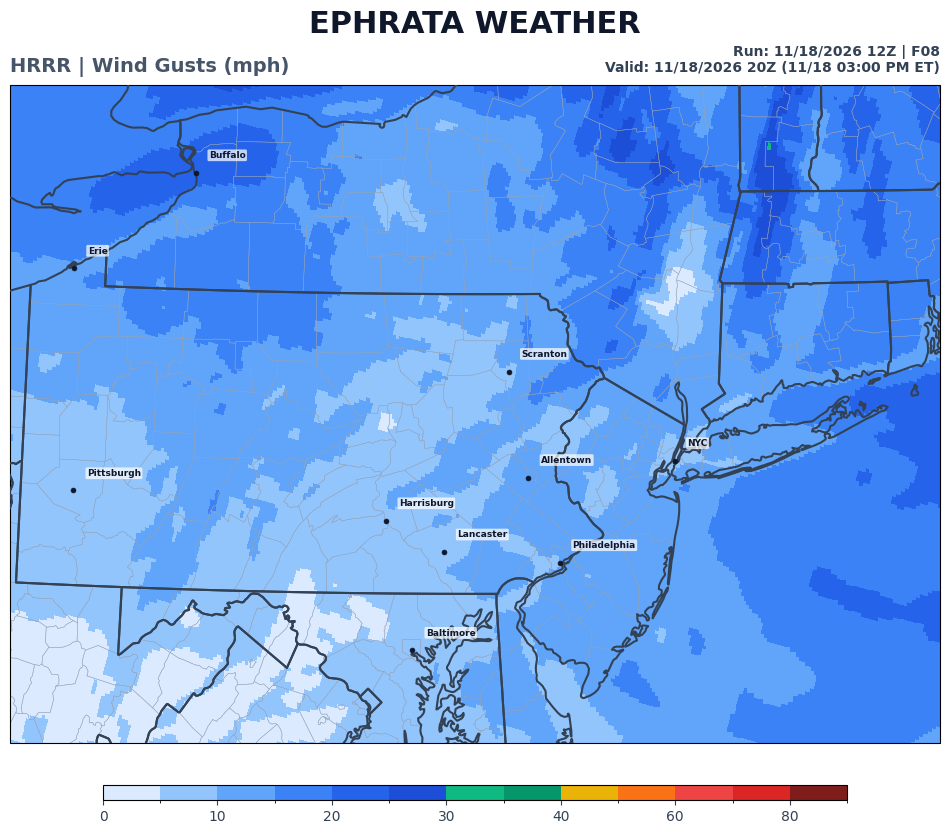 EPHRATA WEATHER
HRRR | Wind Gusts (mph)
Run: 11/18/2026 12Z | F08
Valid: 11/18/2026 20Z (11/18 03:00 PM ET)
Buffalo
Erie
Scranton
NYC
Allentown
Pittsburgh
Harrisburg
Lancaster
Philadelphia
Baltimore
0 10 20 30 40 50 60 70 80